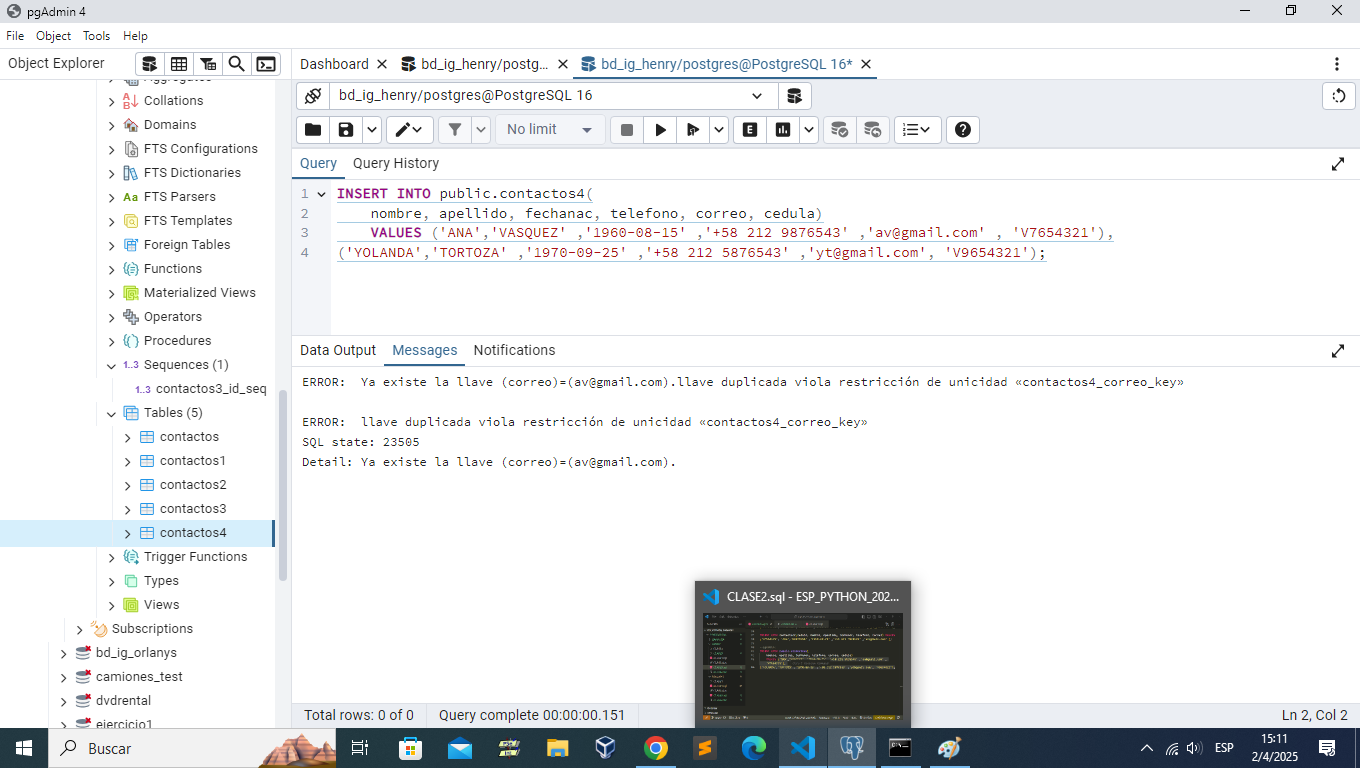 pgAdmin 4
File Object Tools Help
Object Explorer
Dashboard
bd_ig_henry/postg...
bd_ig_henry/postgres@PostgreSQL 16*
bd_ig_henry/postgres@PostgreSQL 16
No limit
E
Query
Query History
1 INSERT INTO public.contactos4(
2 nombre, apellido, fechanac, telefono, correo, cedula)
3 VALUES ('ANA','VASQUEZ' ,'1960-08-15' ,'+58 212 9876543' ,'av@gmail.com' , 'V7654321'),
4 ('YOLANDA','TORTOZA' ,'1970-09-25' ,'+58 212 5876543' ,'yt@gmail.com', 'V9654321');
Data Output
Messages
Notifications
ERROR: Ya existe la llave (correo)=(av@gmail.com).llave duplicada viola restricción de unicidad «contactos4_correo_key»
ERROR: llave duplicada viola restricción de unicidad «contactos4_correo_key»
SQL state: 23505
Detail: Ya existe la llave (correo)=(av@gmail.com).
Aggregates
Collations
Domains
FTS Configurations
FTS Dictionaries
Aa FTS Parsers
FTS Templates
Foreign Tables
Functions
Materialized Views
Operators
Procedures
1..3 Sequences (1)
1..3 contactos3_id_seq
Tables (5)
contactos
contactos1
contactos2
contactos3
contactos4
Trigger Functions
Types
Views
Subscriptions
bd_ig_orlanys
camiones_test
dvdrental
ejercicio1
CLASE2.sql - ESP_PYTHON_202...
Total rows: 0 of 0
Query complete 00:00:00.151
Ln 2, Col 2
Buscar
ESP
15:11
2/4/2025